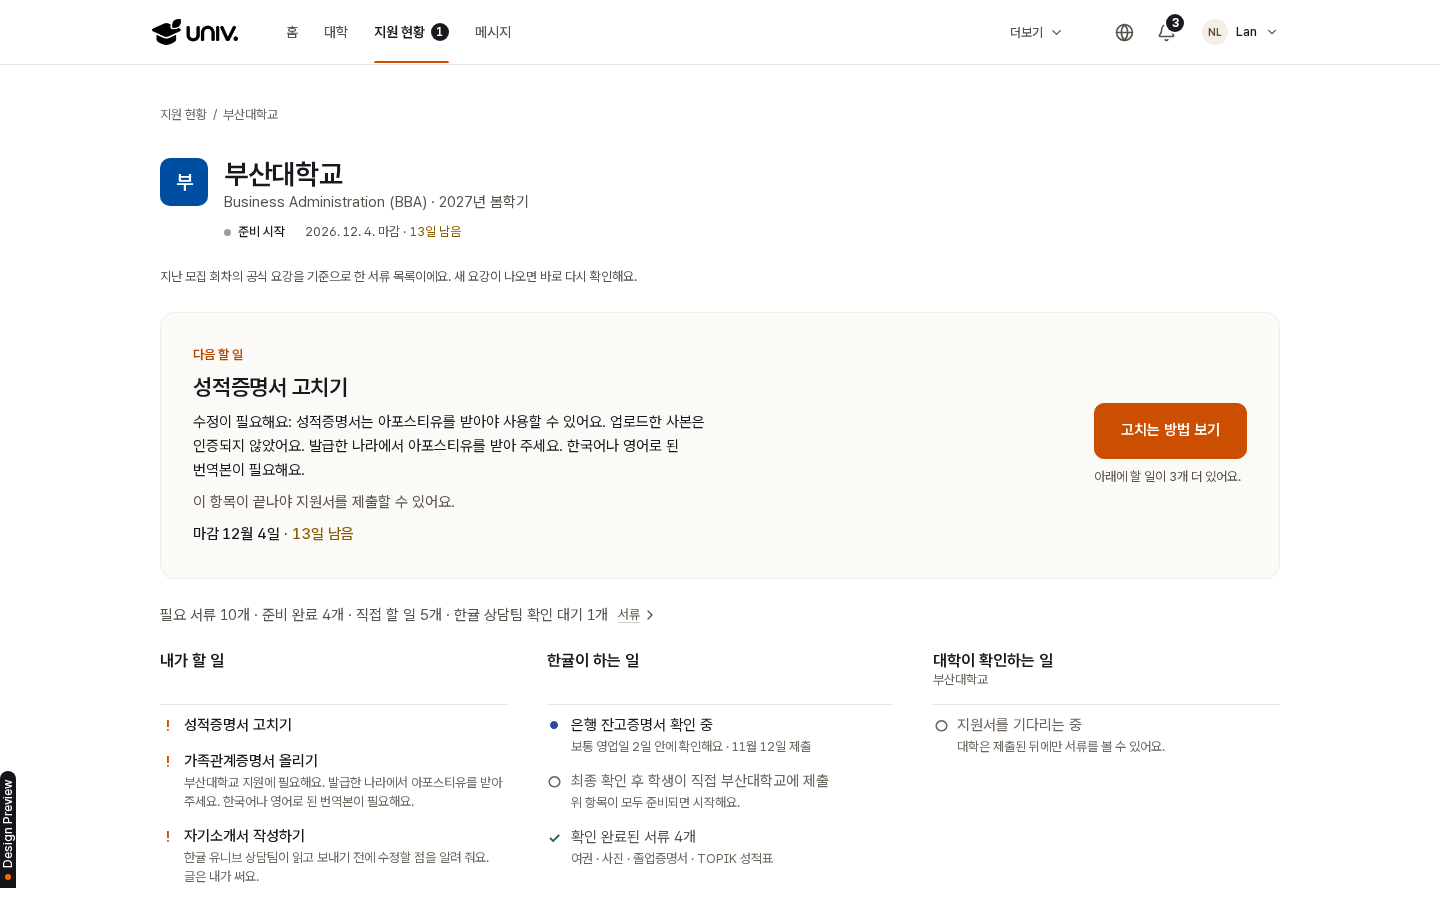 UNIV.
홈
대학
지원 현황 1
메시지
더보기
3
NL Lan
지원 현황 / 부산대학교
부
부산대학교
Business Administration (BBA) · 2027년 봄학기
준비 시작
2026. 12. 4. 마감 · 13일 남음
지난 모집 회차의 공식 요강을 기준으로 한 서류 목록이에요. 새 요강이 나오면 바로 다시 확인해요.
다음 할 일
성적증명서 고치기
수정이 필요해요: 성적증명서는 아포스티유를 받아야 사용할 수 있어요. 업로드한 사본은
인증되지 않았어요. 발급한 나라에서 아포스티유를 받아 주세요. 한국어나 영어로 된
번역본이 필요해요.
이 항목이 끝나야 지원서를 제출할 수 있어요.
마감 12월 4일 · 13일 남음
고치는 방법 보기
아래에 할 일이 3개 더 있어요.
필요 서류 10개 · 준비 완료 4개 · 직접 할 일 5개 · 한귤 상담팀 확인 대기 1개
서류
내가 할 일
성적증명서 고치기
가족관계증명서 올리기
부산대학교 지원에 필요해요. 발급한 나라에서 아포스티유를 받아
주세요. 한국어나 영어로 된 번역본이 필요해요.
자기소개서 작성하기
한귤 유니브 상담팀이 읽고 보내기 전에 수정할 점을 알려 줘요.
글은 내가 써요.
한귤이 하는 일
은행 잔고증명서 확인 중
보통 영업일 2일 안에 확인해요 · 11월 12일 제출
최종 확인 후 학생이 직접 부산대학교에 제출
위 항목이 모두 준비되면 시작해요.
확인 완료된 서류 4개
여권 · 사진 · 졸업증명서 · TOPIK 성적표
대학이 확인하는 일
부산대학교
지원서를 기다리는 중
대학은 제출된 뒤에만 서류를 볼 수 있어요.
Design Preview